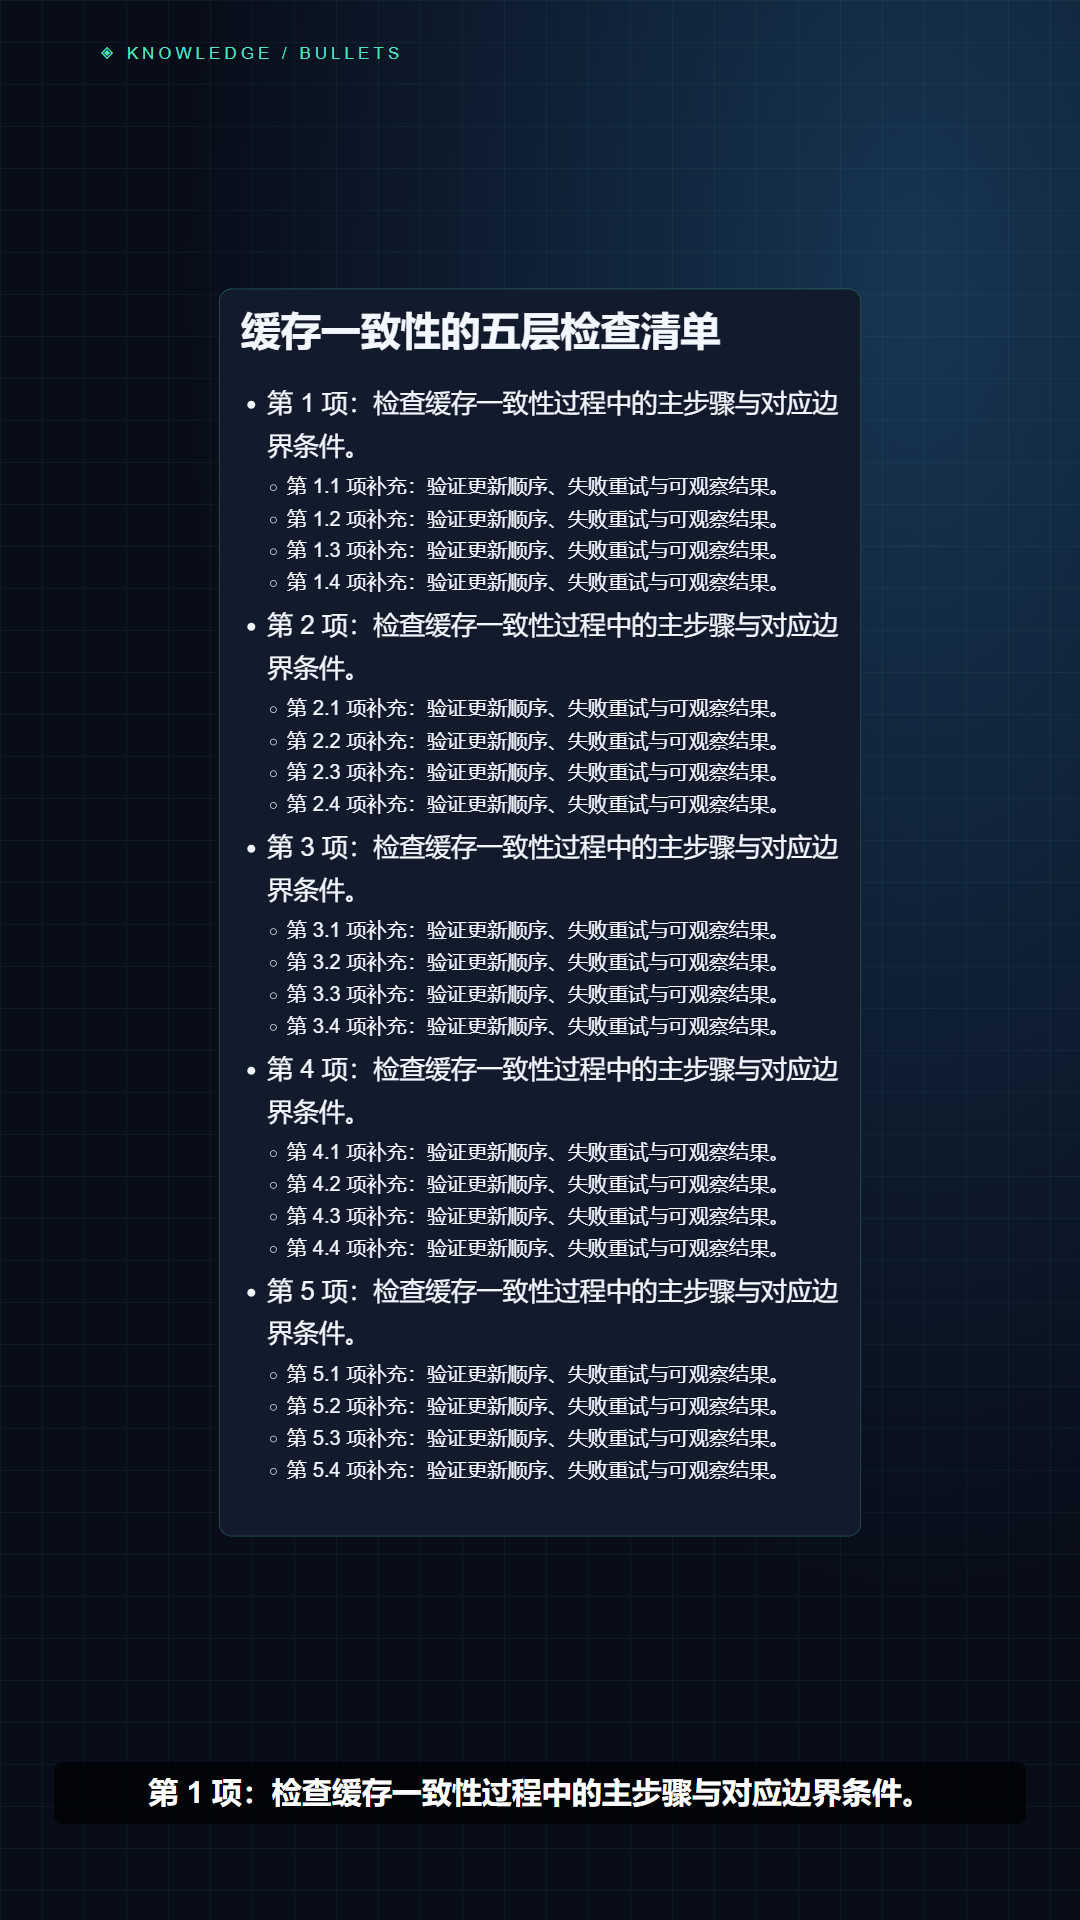 ◈ KNOWLEDGE / BULLETS
缓存一致性的五层检查清单
• 第 1 项：检查缓存一致性过程中的主步骤与对应边
界条件。
◦ 第 1.1 项补充：验证更新顺序、失败重试与可观察结果。
◦ 第 1.2 项补充：验证更新顺序、失败重试与可观察结果。
◦ 第 1.3 项补充：验证更新顺序、失败重试与可观察结果。
◦ 第 1.4 项补充：验证更新顺序、失败重试与可观察结果。
• 第 2 项：检查缓存一致性过程中的主步骤与对应边
界条件。
◦ 第 2.1 项补充：验证更新顺序、失败重试与可观察结果。
◦ 第 2.2 项补充：验证更新顺序、失败重试与可观察结果。
◦ 第 2.3 项补充：验证更新顺序、失败重试与可观察结果。
◦ 第 2.4 项补充：验证更新顺序、失败重试与可观察结果。
• 第 3 项：检查缓存一致性过程中的主步骤与对应边
界条件。
◦ 第 3.1 项补充：验证更新顺序、失败重试与可观察结果。
◦ 第 3.2 项补充：验证更新顺序、失败重试与可观察结果。
◦ 第 3.3 项补充：验证更新顺序、失败重试与可观察结果。
◦ 第 3.4 项补充：验证更新顺序、失败重试与可观察结果。
• 第 4 项：检查缓存一致性过程中的主步骤与对应边
界条件。
◦ 第 4.1 项补充：验证更新顺序、失败重试与可观察结果。
◦ 第 4.2 项补充：验证更新顺序、失败重试与可观察结果。
◦ 第 4.3 项补充：验证更新顺序、失败重试与可观察结果。
◦ 第 4.4 项补充：验证更新顺序、失败重试与可观察结果。
• 第 5 项：检查缓存一致性过程中的主步骤与对应边
界条件。
◦ 第 5.1 项补充：验证更新顺序、失败重试与可观察结果。
◦ 第 5.2 项补充：验证更新顺序、失败重试与可观察结果。
◦ 第 5.3 项补充：验证更新顺序、失败重试与可观察结果。
◦ 第 5.4 项补充：验证更新顺序、失败重试与可观察结果。
第 1 项：检查缓存一致性过程中的主步骤与对应边界条件。